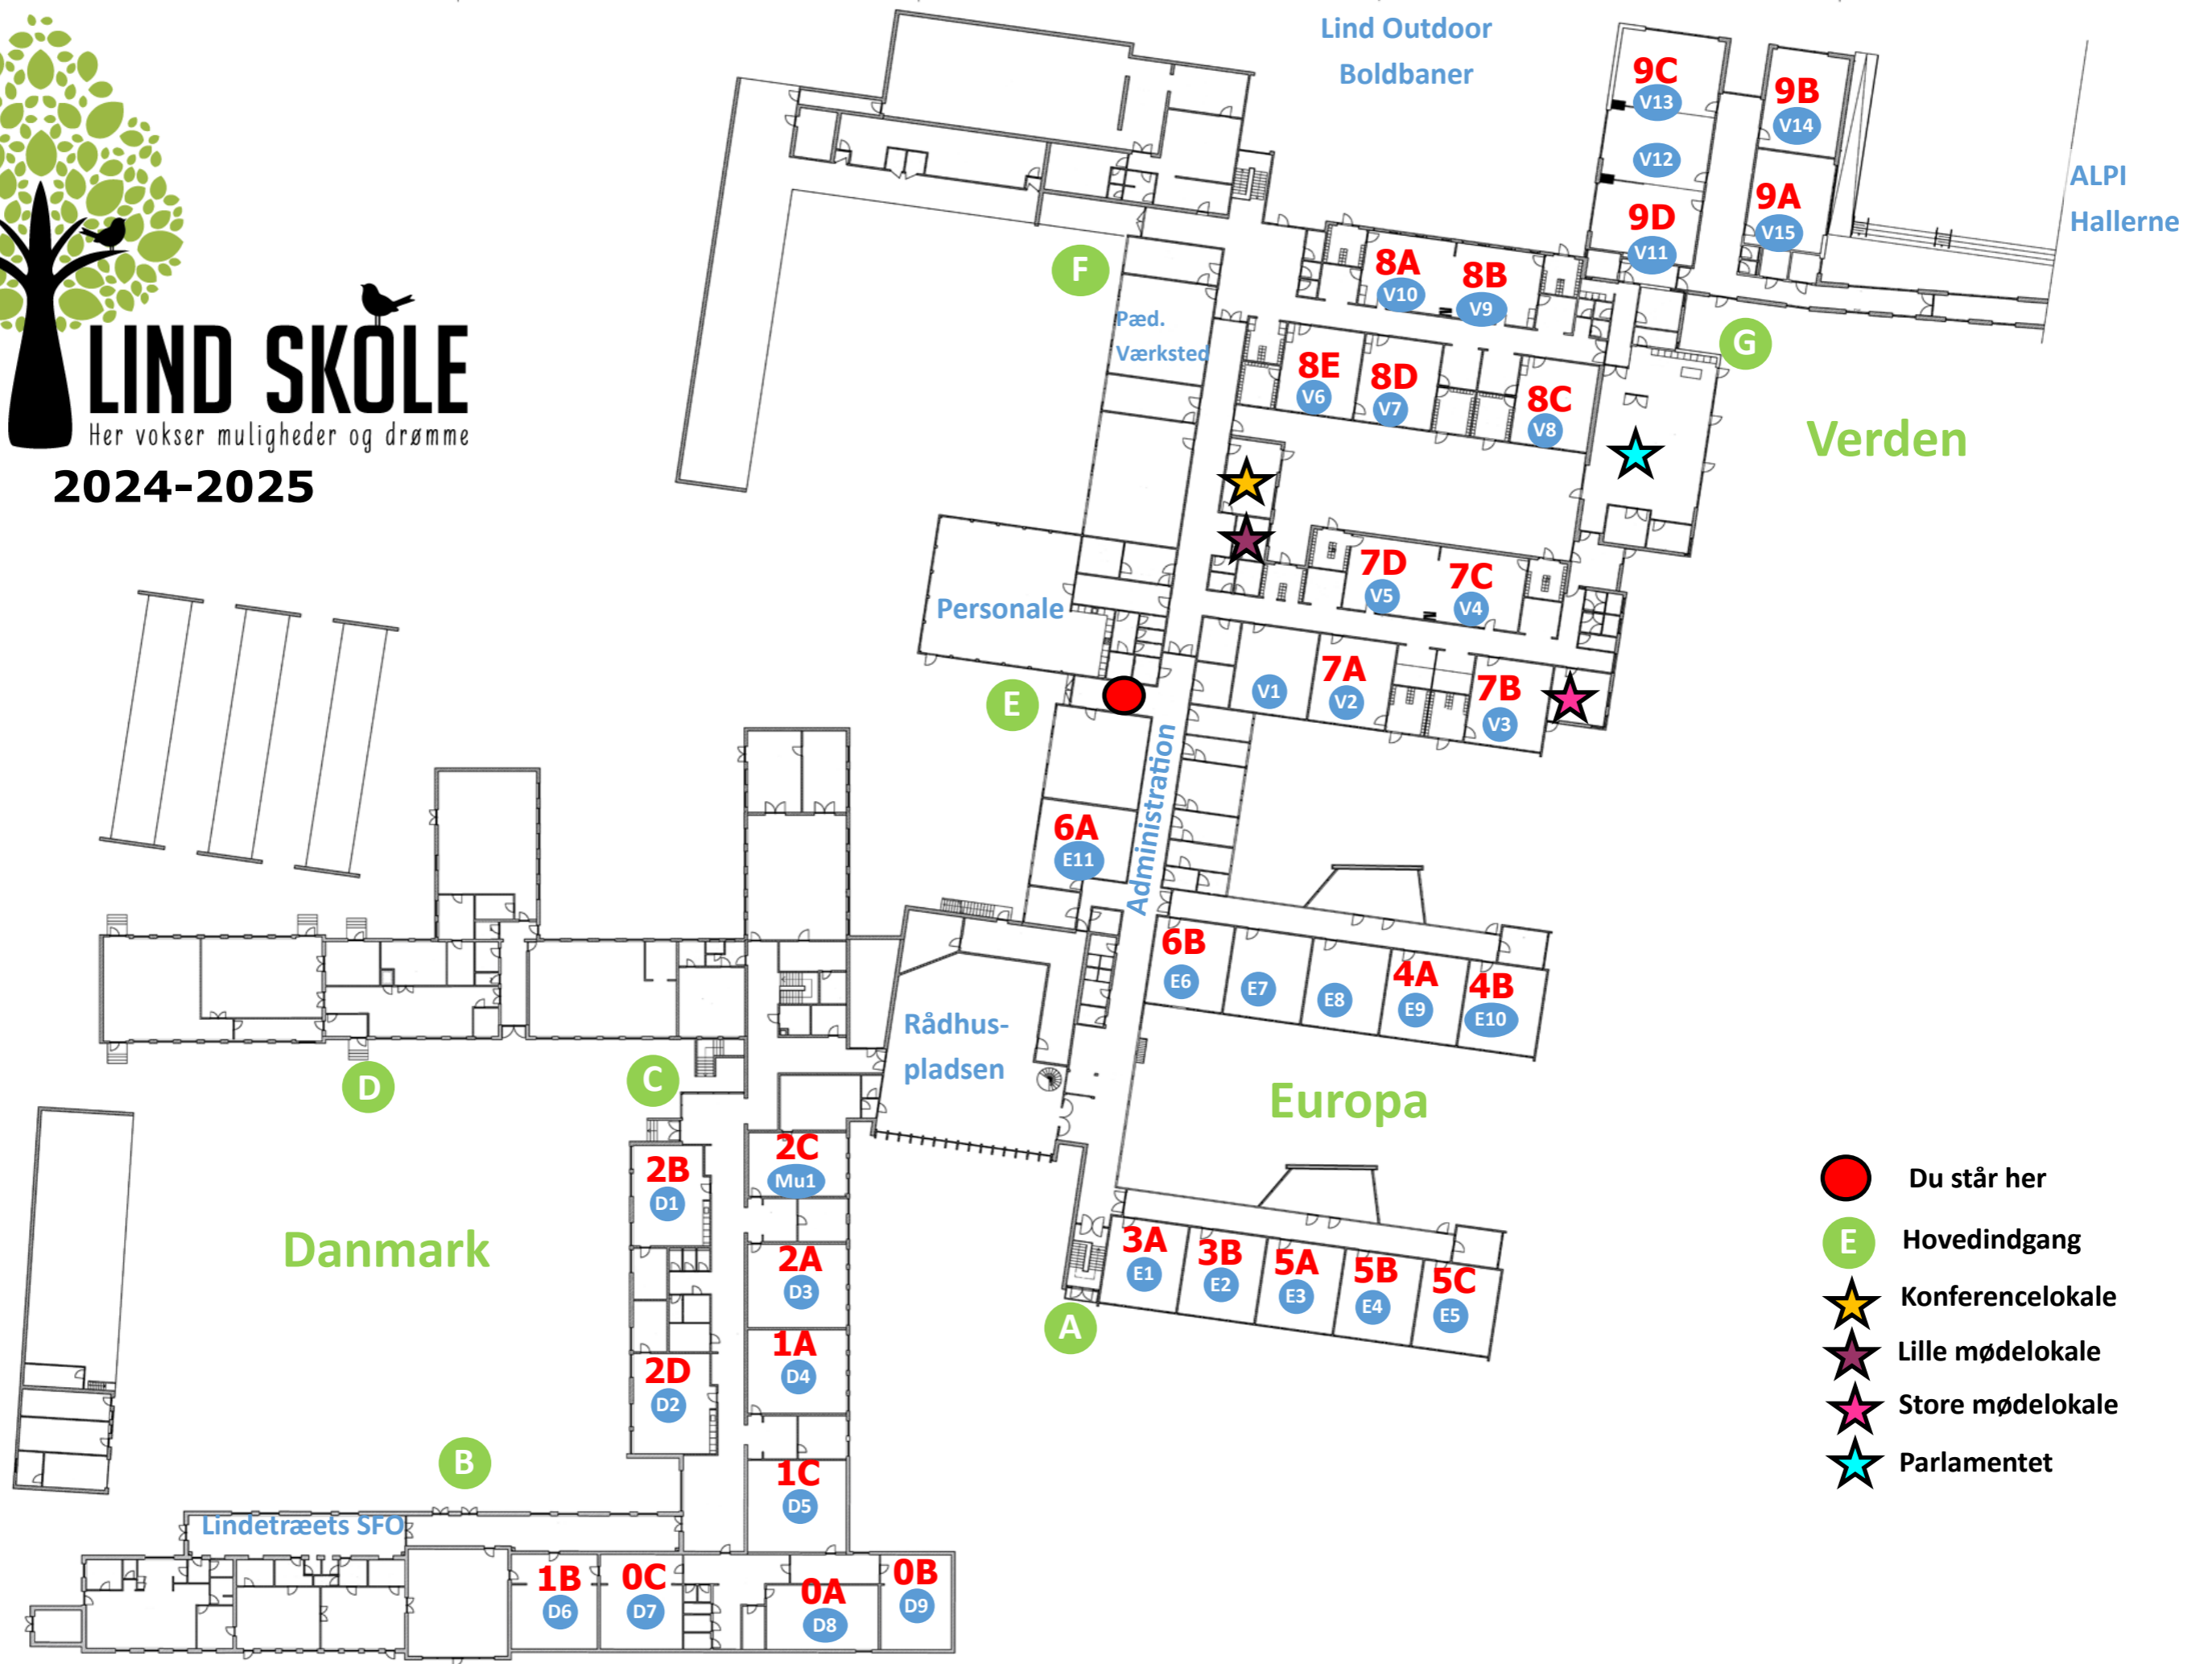 LIND SKOLE
Her vokser muligheder og drømme
2024-2025
Lind Outdoor
Boldbaner
9C
V13
V12
9D
V11
9B
V14
9A
V15
ALPI
Hallerne
F
Pæd.
Værksted
8A
V10
8B
V9
8E
V6
8D
V7
8C
V8
G
Verden
7D
V5
7C
V4
Personale
E
V1
7A
V2
7B
V3
Administration
6A
E11
6B
E6
E7
E8
4A
E9
4B
E10
Rådhus-
pladsen
Europa
D
C
2B
D1
2C
Mu1
Danmark
2A
D3
1A
D4
2D
D2
3A
E1
3B
E2
5A
E3
5B
E4
5C
E5
A
B
1C
D5
Lindetræets SFO
1B
D6
0C
D7
0A
D8
0B
D9
Du står her
E
Hovedindgang
Konferencelokale
Lille mødelokale
Store mødelokale
Parlamentet